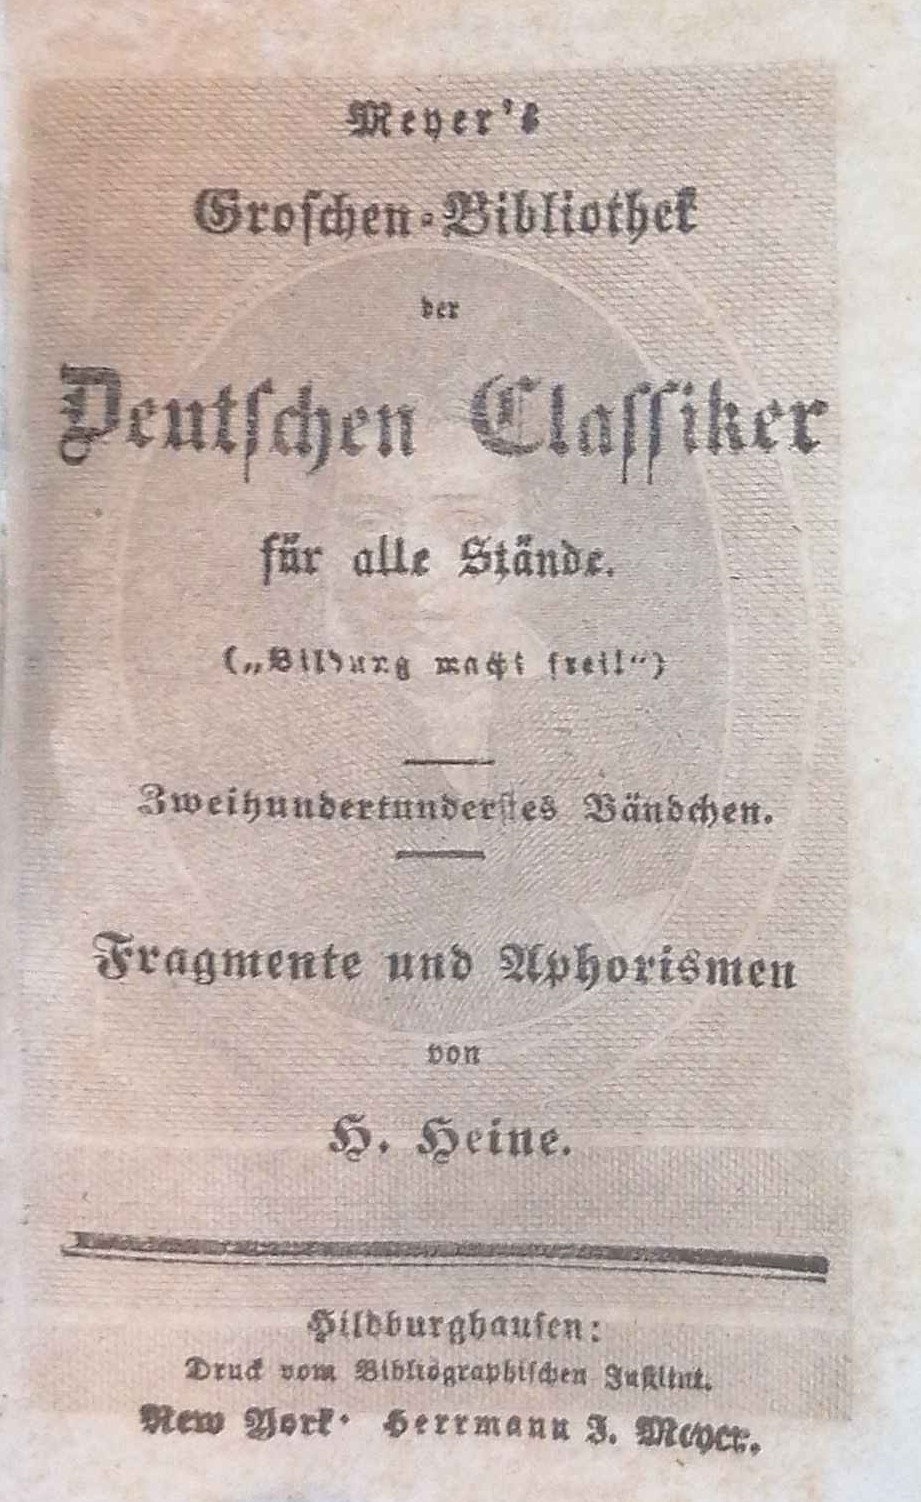 Meyer's
Groschen-Bibliothek
der
Deutschen Classiker
für alle Stände.
(„Bildung macht frei!“)
Zweihundertunderstes Bändchen.
Fragmente und Aphorismen
von
H. Heine.
Hildburghausen:
Druck vom Bibliographischen Institut.
New York· Herrmann J. Meyer.